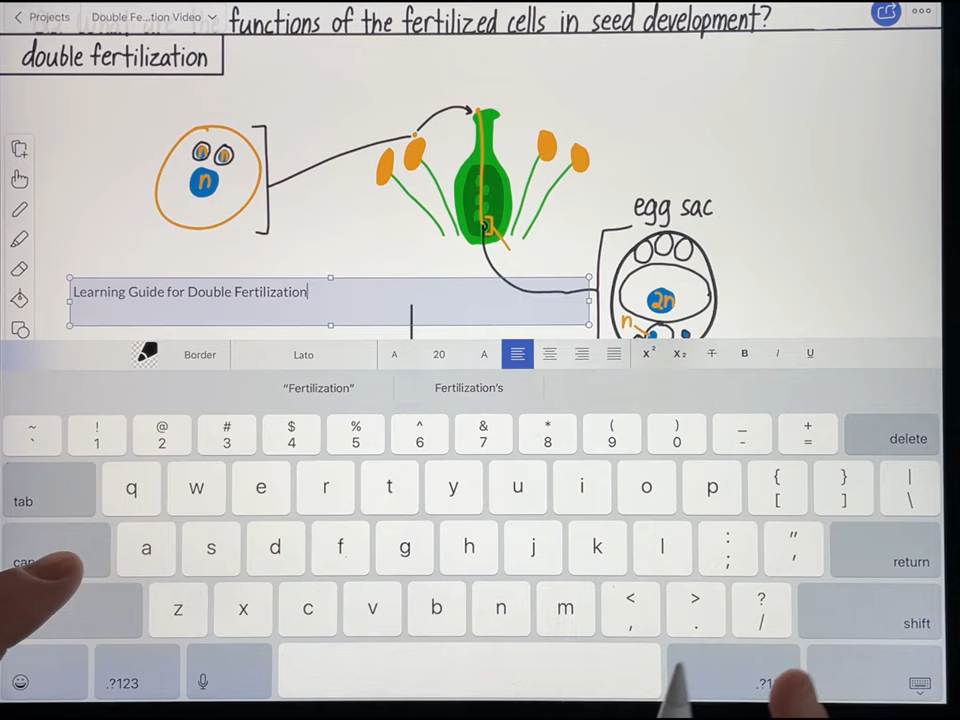 Projects
Double Fe...tion Video
functions of the fertilized cells in seed development?
double fertilization
n
egg sac
2n
n
Learning Guide for Double Fertilization
Border
Lato
A 20 A
X² X₂ T B I U
“Fertilization”
Fertilization's
~ ! @ # $ % ^ & * ( ) _ +
` 1 2 3 4 5 6 7 8 9 0 - = delete
tab q w e r t y u i o p { [ } ] | \
a s d f g h j k l : ; " ' return
z x c v b n m < , > . ? / shift
.?123